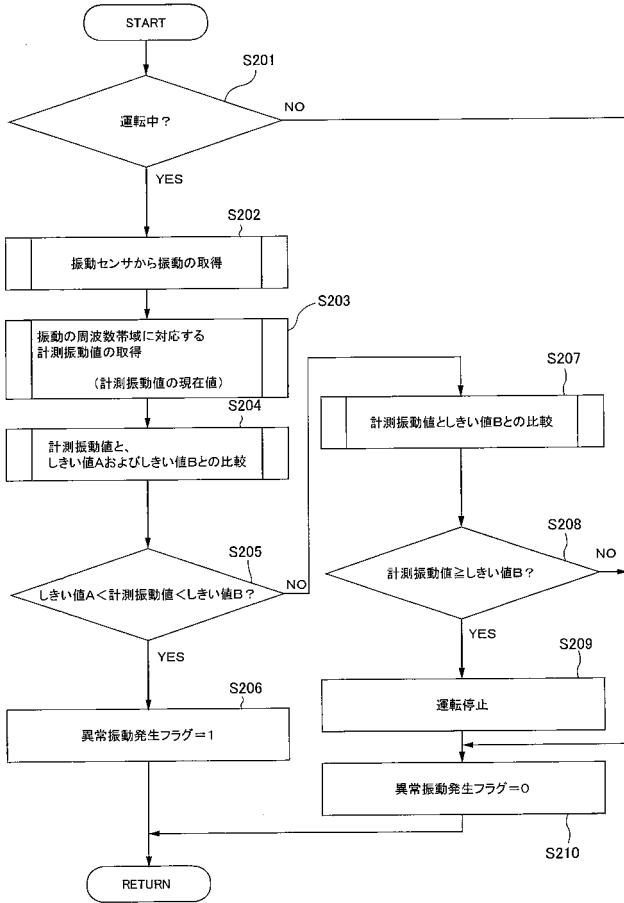 START
S201
運転中?
NO
YES
S202
振動センサから振動の取得
S203
振動の周波数帯域に対応する
計測振動値の取得
(計測振動値の現在値)
S204
計測振動値と、
しきい値Aおよびしきい値Bとの比較
S205
しきい値A<計測振動値<しきい値B?
NO
YES
S206
異常振動発生フラグ=1
S207
計測振動値としきい値Bとの比較
S208
計測振動値≧しきい値B?
NO
YES
S209
運転停止
異常振動発生フラグ=0
S210
RETURN